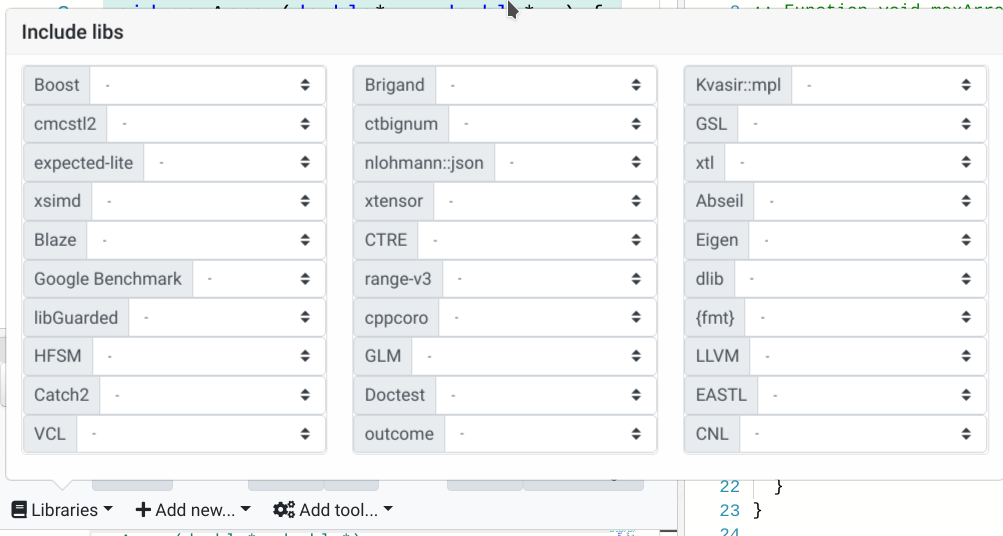 Include libs
Boost - Brigand - Kvasir::mpl -
cmcstl2 - ctbignum - GSL -
expected-lite - nlohmann::json - xtl -
xsimd - xtensor - Abseil -
Blaze - CTRE - Eigen -
Google Benchmark - range-v3 - dlib -
libGuarded - cppcoro - {fmt} -
HFSM - GLM - LLVM -
Catch2 - Doctest - EASTL -
VCL - outcome - CNL -
22 }
Libraries Add new... Add tool... 23 }
24